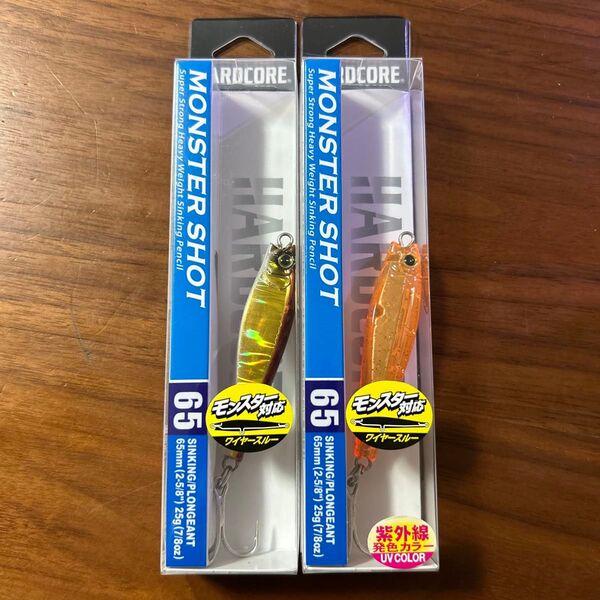 ARDCORE®
HARDC
MONSTER SHOT
Super Strong Heavy Weight Sinking Pencil
モンスター対応
ワイヤースルー
65
SINKING/PLONGEANT
65mm (2-5/8") 25g (7/8oz)
RDCORE®
HARDC
MONSTER SHOT
Super Strong Heavy Weight Sinking Pencil
モンスター対応
ワイヤースルー
65
SINKING/PLONGEANT
65mm (2-5/8") 25g (7/8oz)
紫外線
発色カラー
UV COLOR